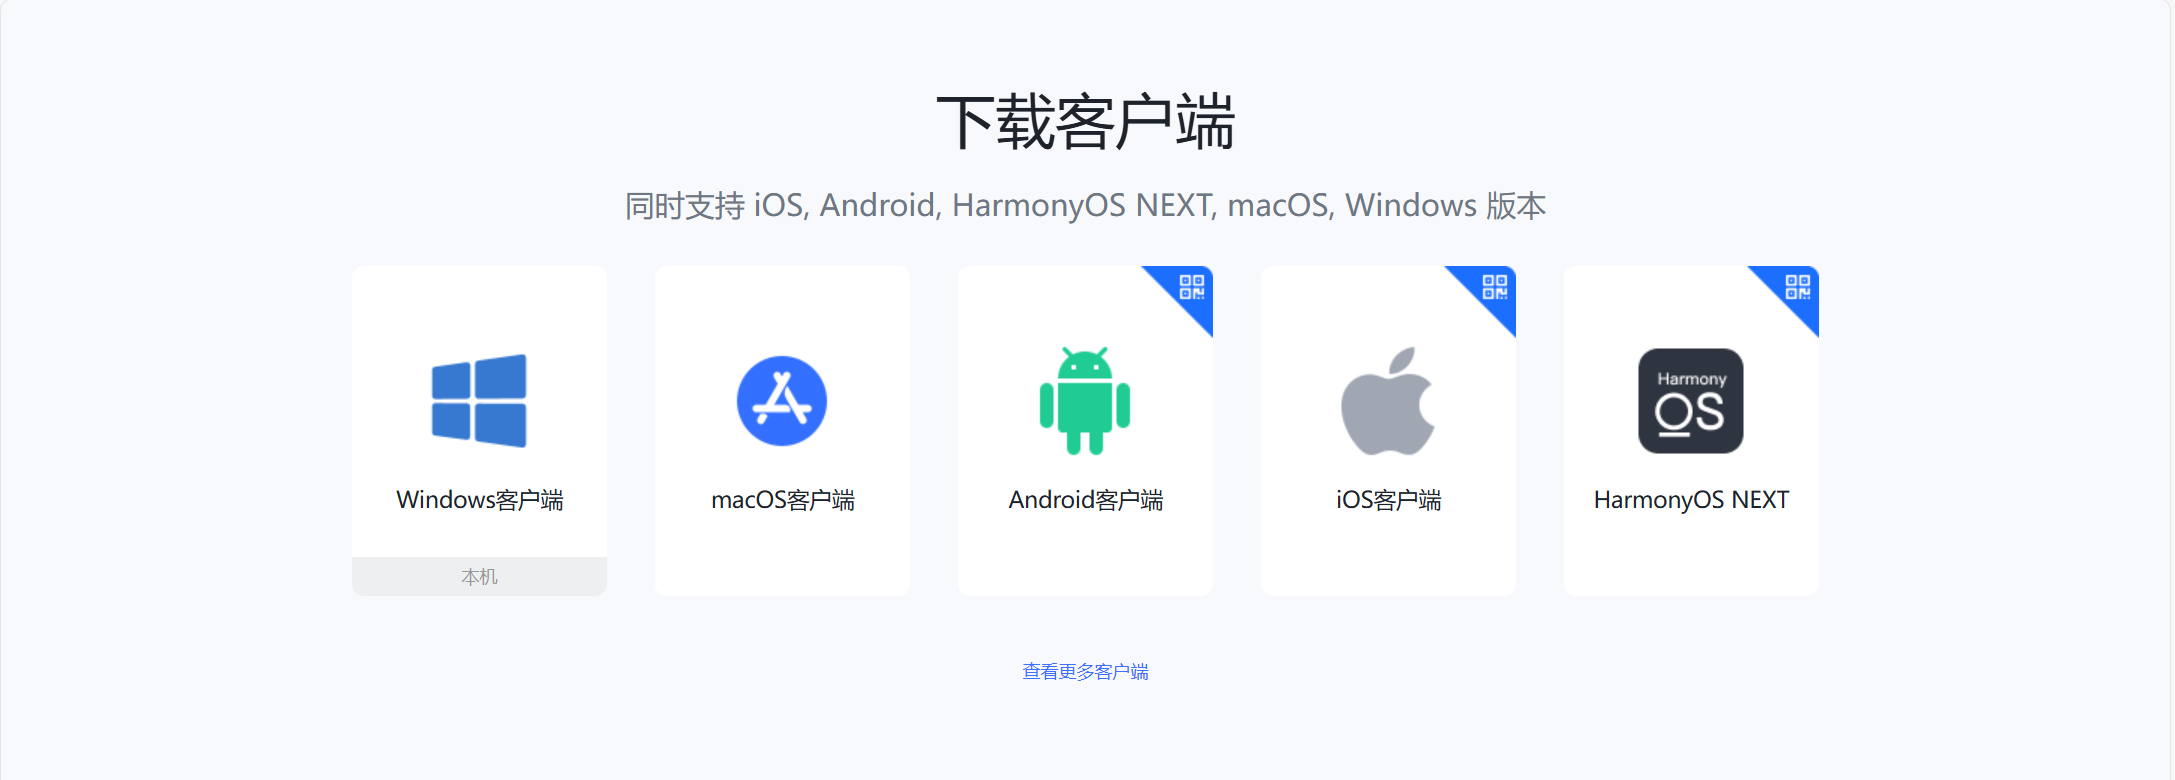 下载客户端
同时支持 iOS, Android, HarmonyOS NEXT, macOS, Windows 版本
Harmony
OS
Windows客户端
macOS客户端
Android客户端
iOS客户端
HarmonyOS NEXT
本机
查看更多客户端